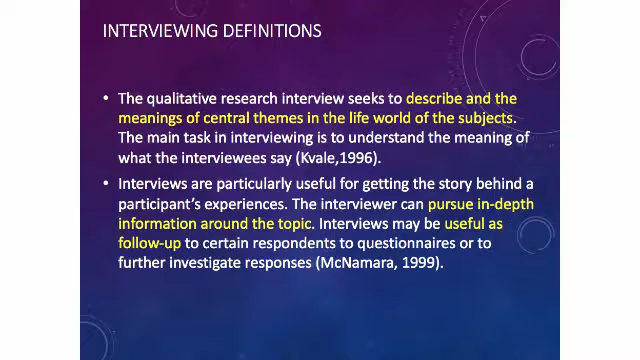 INTERVIEWING DEFINITIONS
• The qualitative research interview seeks to describe and the
meanings of central themes in the life world of the subjects.
The main task in interviewing is to understand the meaning of
what the interviewees say (Kvale,1996).
• Interviews are particularly useful for getting the story behind a
participant's experiences. The interviewer can pursue in-depth
information around the topic. Interviews may be useful as
follow-up to certain respondents to questionnaires or to
further investigate responses (McNamara, 1999).